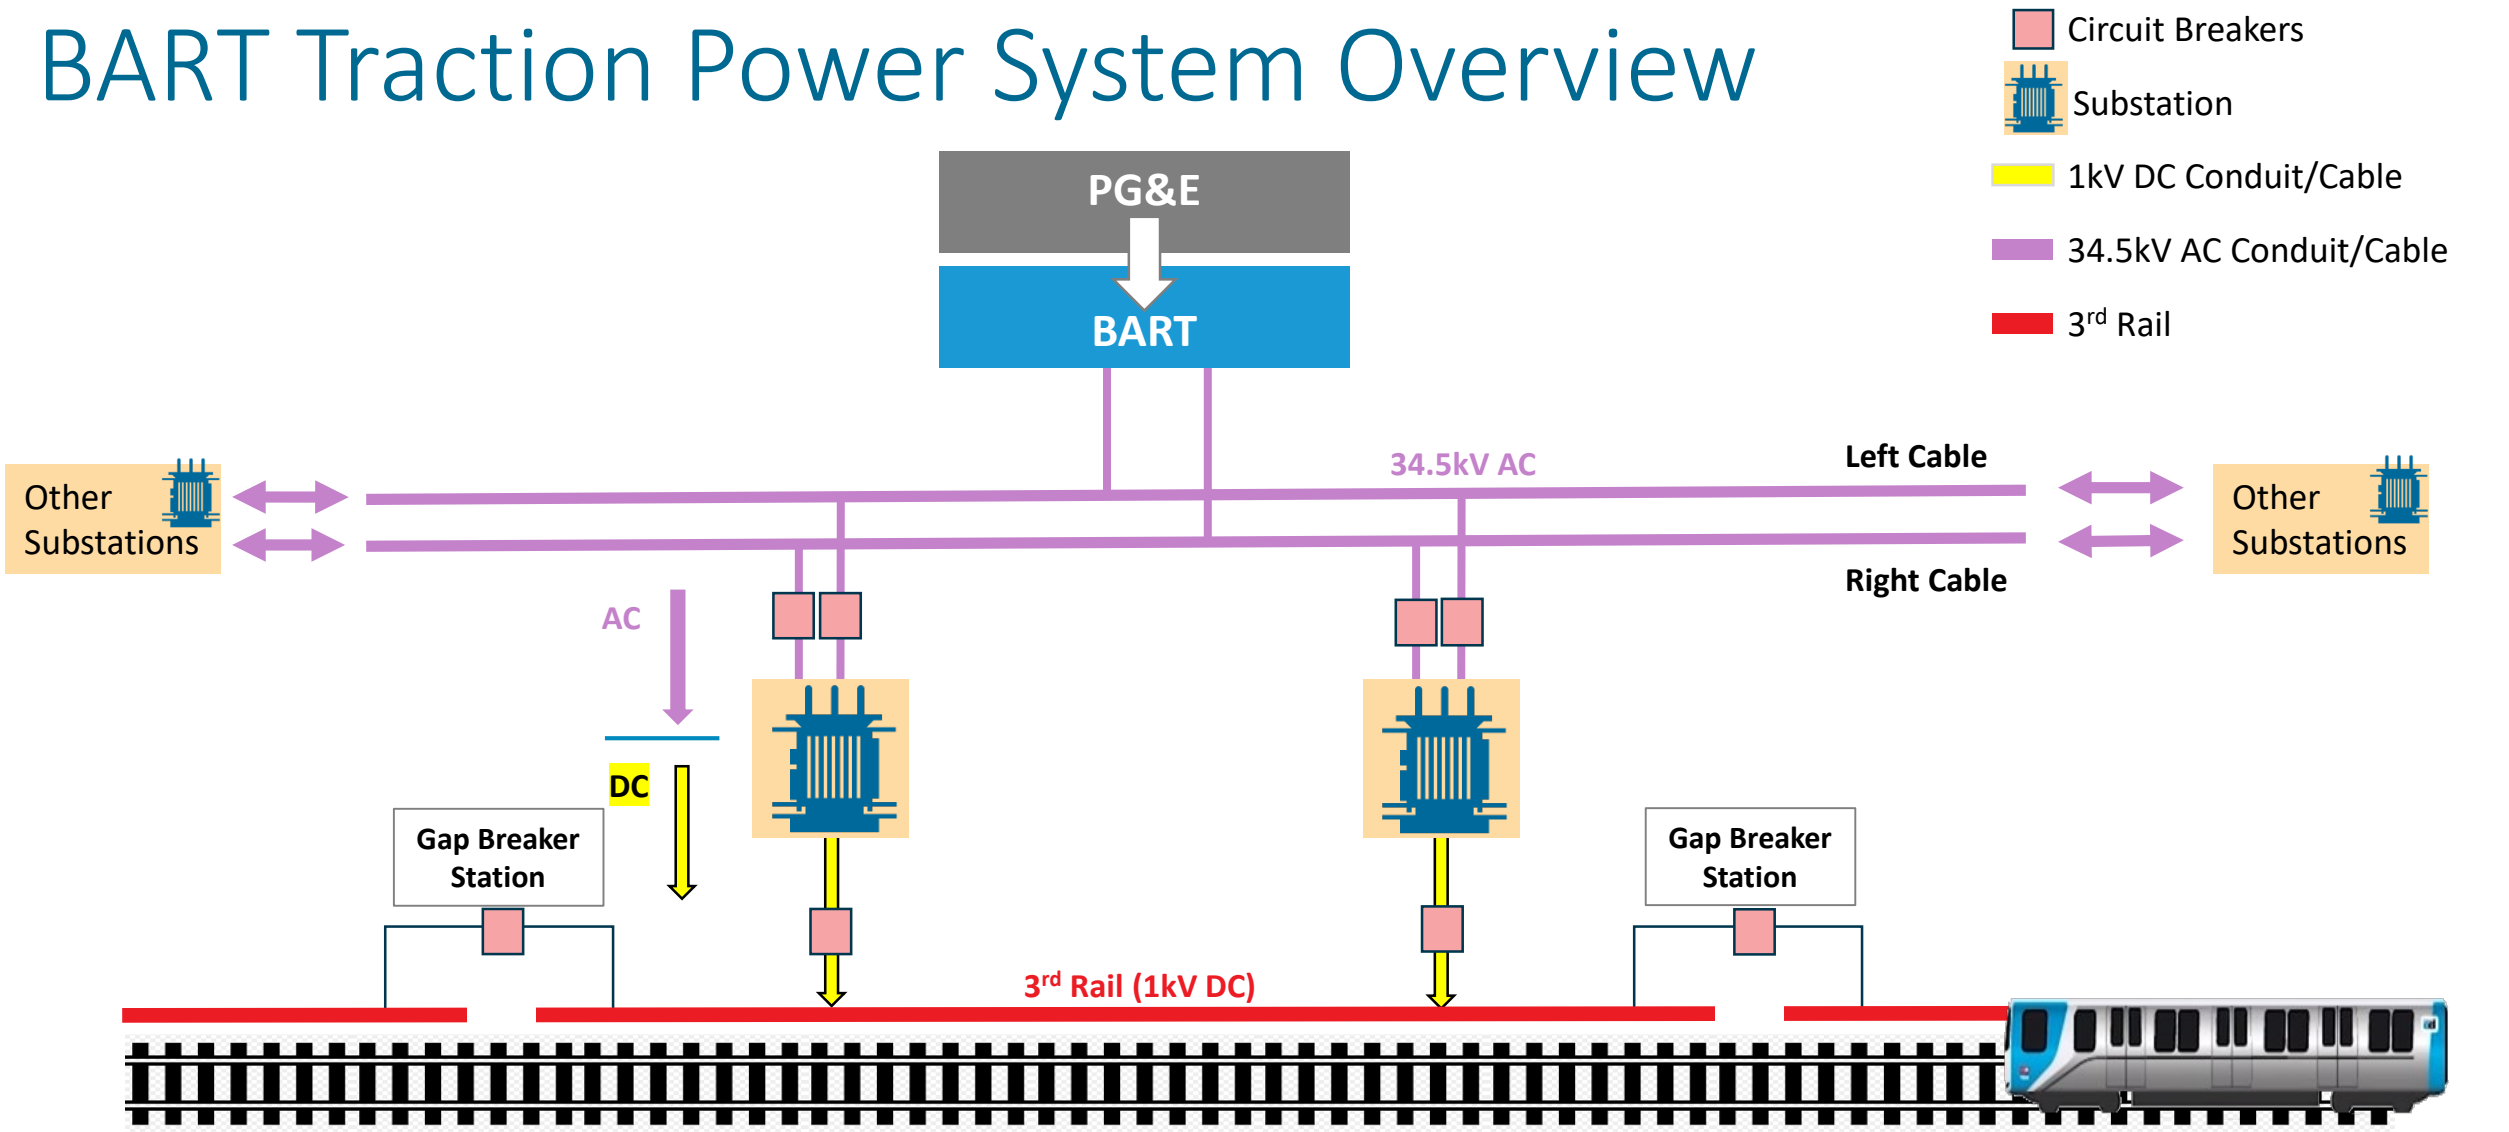 BART Traction Power System Overview
Circuit Breakers
Substation
1kV DC Conduit/Cable
34.5kV AC Conduit/Cable
3rd Rail
PG&E
BART
34.5kV AC
Left Cable
Other
Substations
Other
Substations
Right Cable
AC
DC
Gap Breaker
Station
Gap Breaker
Station
3rd Rail (1kV DC)